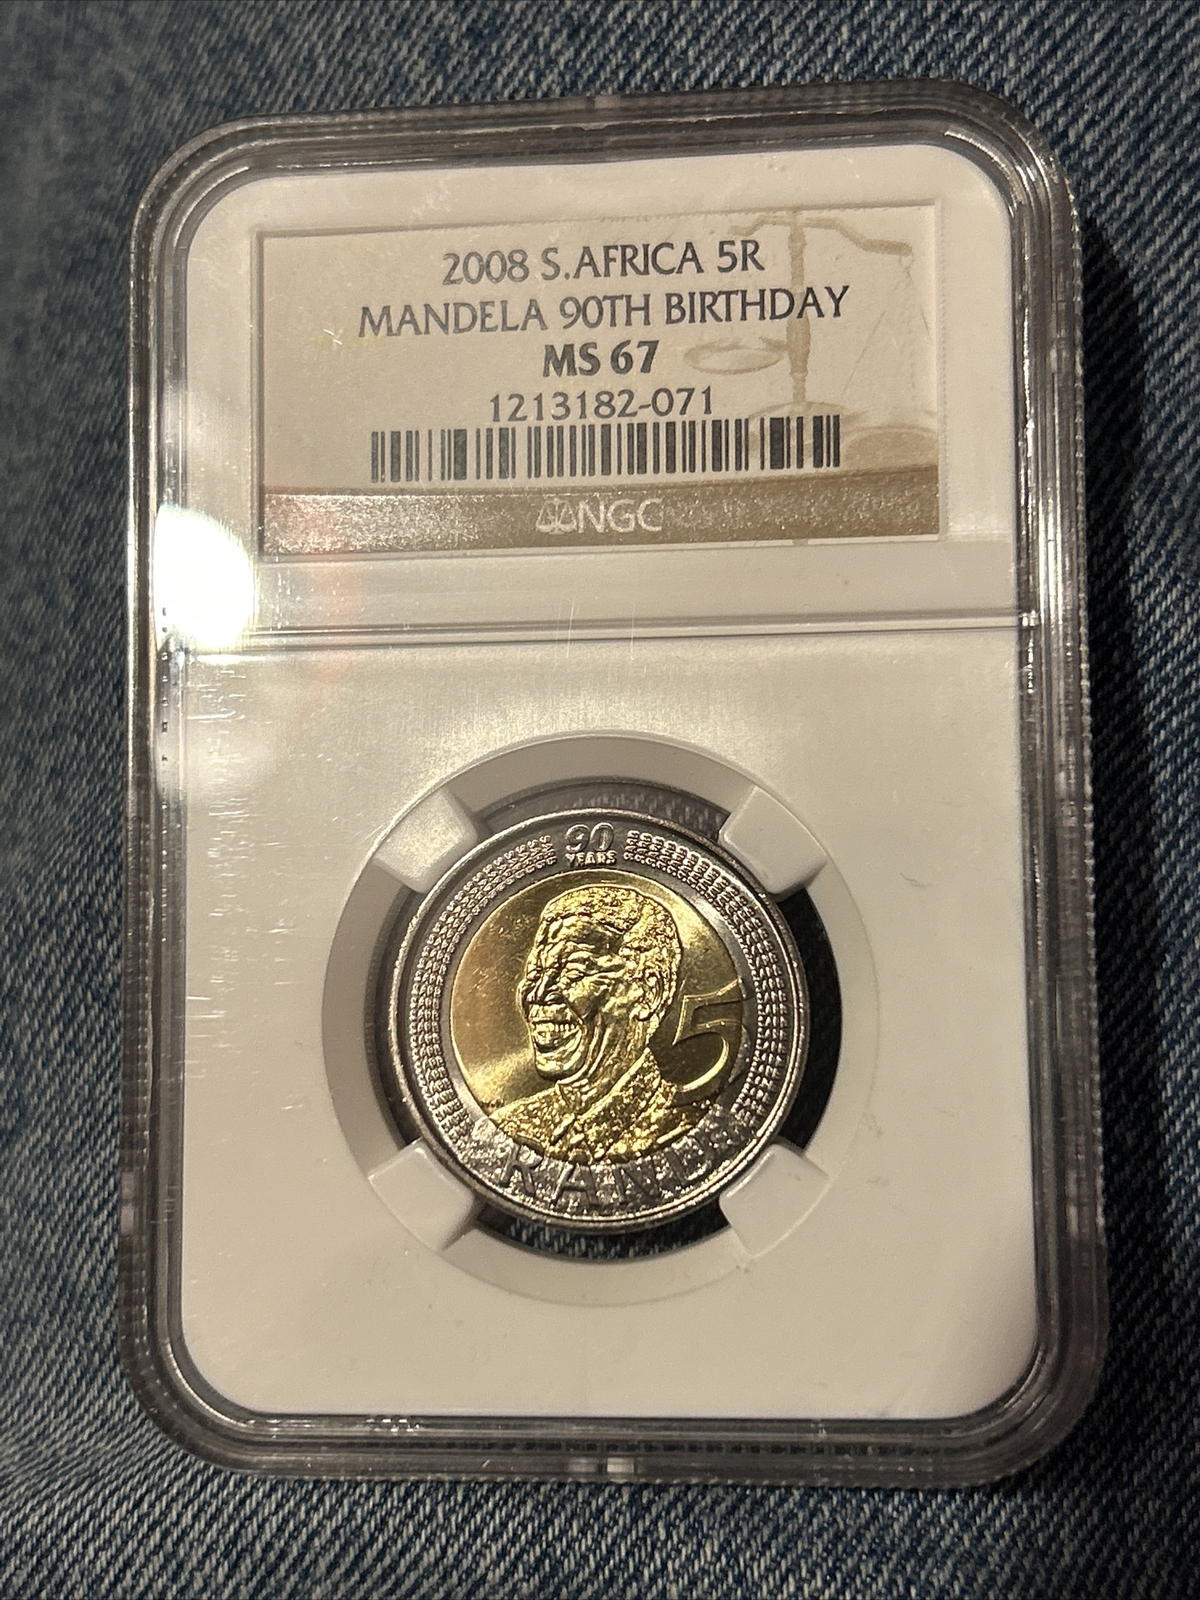 2008 S.AFRICA 5R
MANDELA 90TH BIRTHDAY
MS 67
1213182-071
NGC
90
YEARS
5
RAND